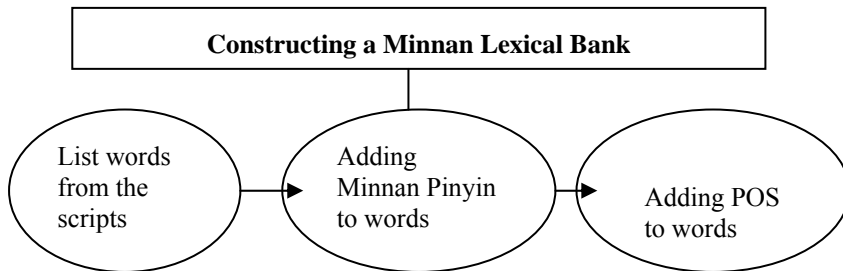 Constructing a Minnan Lexical Bank
List words
from the
scripts
Adding
Minnan Pinyin
to words
Adding POS
to words